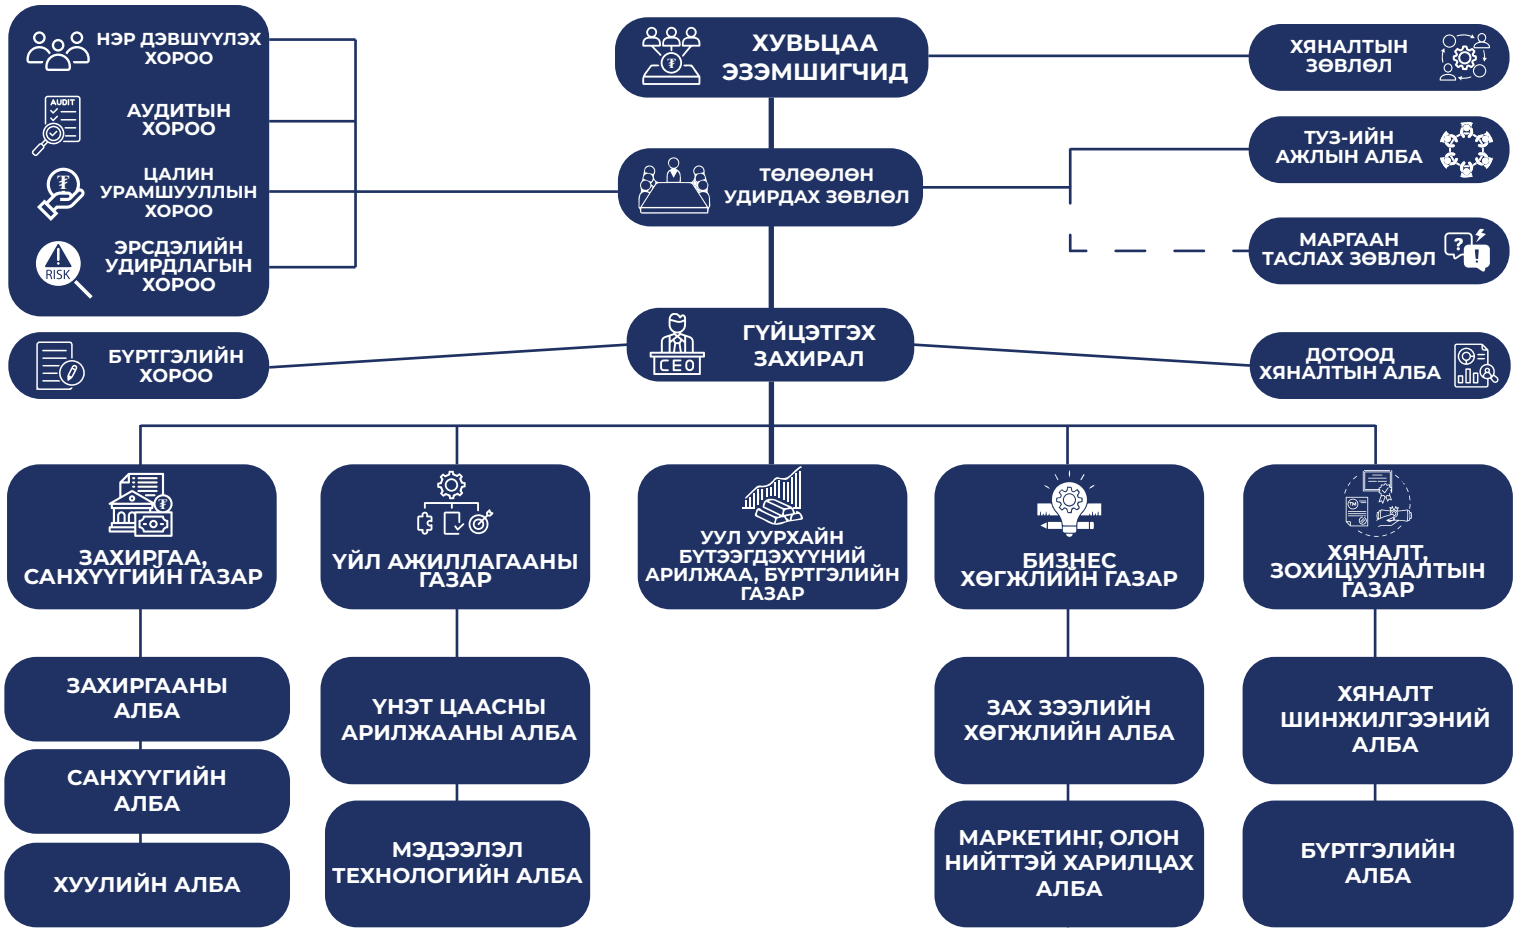 НЭР ДЭВШҮҮЛЭХ
ХОРОО
AUDIT
АУДИТЫН
ХОРОО
₮
ЦАЛИН
УРАМШУУЛЛЫН
ХОРОО
RISK
ЭРСДЭЛИЙН
УДИРДЛАГЫН
ХОРОО
₮
ХУВЬЦАА
ЭЗЭМШИГЧИД
ХЯНАЛТЫН
ЗӨВЛӨЛ
ТӨЛӨӨЛӨН
УДИРДАХ ЗӨВЛӨЛ
ТУЗ-ИЙН
АЖЛЫН АЛБА
МАРГААН
ТАСЛАХ ЗӨВЛӨЛ
? !
БҮРТГЭЛИЙН
ХОРОО
CEO
ГҮЙЦЭТГЭХ
ЗАХИРАЛ
ДОТООД
ХЯНАЛТЫН АЛБА
₮
ЗАХИРГАА,
САНХҮҮГИЙН ГАЗАР
ҮЙЛ АЖИЛЛАГААНЫ
ГАЗАР
УУЛ УУРХАЙН
БҮТЭЭГДЭХҮҮНИЙ
АРИЛЖАА, БҮРТГЭЛИЙН
ГАЗАР
БИЗНЕС
ХӨГЖЛИЙН ГАЗАР
ХЯНАЛТ,
ЗОХИЦУУЛАЛТЫН
ГАЗАР
ЗАХИРГААНЫ
АЛБА
САНХҮҮГИЙН
АЛБА
ХУУЛИЙН АЛБА
ҮНЭТ ЦААСНЫ
АРИЛЖААНЫ АЛБА
МЭДЭЭЛЭЛ
ТЕХНОЛОГИЙН АЛБА
ЗАХ ЗЭЭЛИЙН
ХӨГЖЛИЙН АЛБА
МАРКЕТИНГ, ОЛОН
НИЙТТЭЙ ХАРИЛЦАХ
АЛБА
ХЯНАЛТ
ШИНЖИЛГЭЭНИЙ
АЛБА
БҮРТГЭЛИЙН
АЛБА